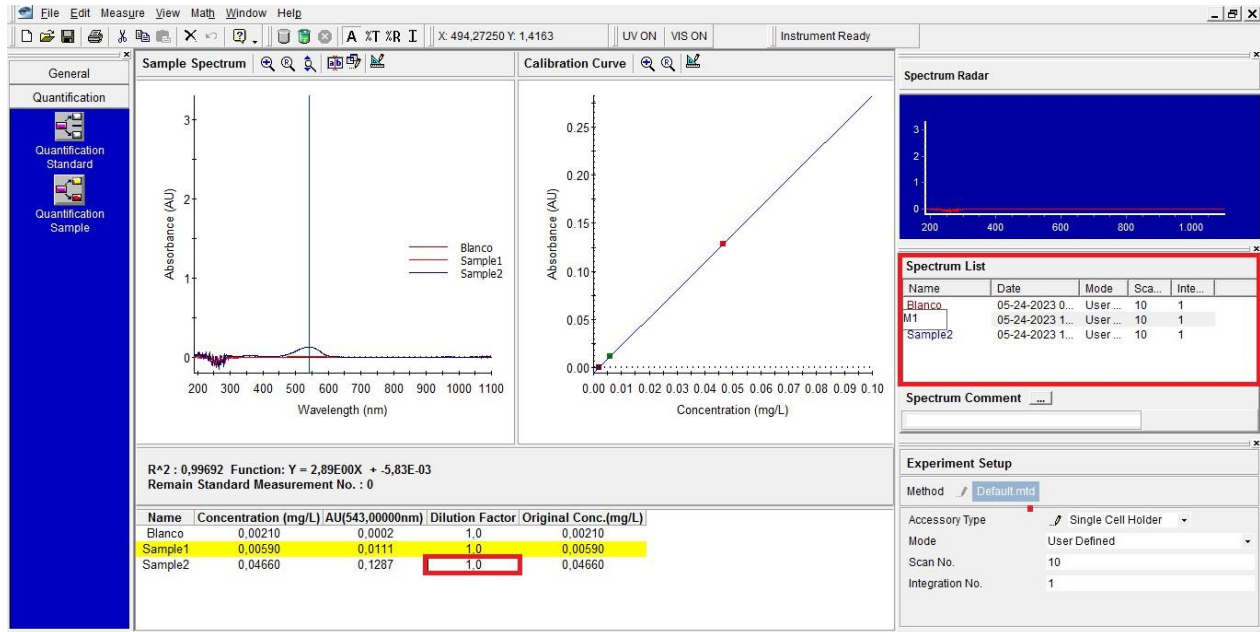 File Edit Measure View Math Window Help
A %T %R I X: 494,27250 Y: 1,4163 UV ON VIS ON Instrument Ready
General
Quantification
Quantification
Standard
Quantification
Sample
Sample Spectrum
Absorbance (AU)
3
2
1
0
Blanco
Sample1
Sample2
200 300 400 500 600 700 800 900 1000 1100
Wavelength (nm)
Calibration Curve
Absorbance (AU)
0.25
0.20
0.15
0.10
0.05
0.00
0.00 0.01 0.02 0.03 0.04 0.05 0.06 0.07 0.08 0.09 0.10
Concentration (mg/L)
R^2 : 0,99692 Function: Y = 2,89E00X + -5,83E-03
Remain Standard Measurement No. : 0
Name Concentration (mg/L) AU(543,00000nm) Dilution Factor Original Conc.(mg/L)
Blanco 0,00210 0,0002 1,0 0,00210
Sample1 0,00590 0,0111 1,0 0,00590
Sample2 0,04660 0,1287 1,0 0,04660
Spectrum Radar
3
2
1
0
200 400 600 800 1.000
Spectrum List
Name Date Mode Sca... Inte...
Blanco 05-24-2023 0... User ... 10 1
M1 05-24-2023 1... User ... 10 1
Sample2 05-24-2023 1... User ... 10 1
Spectrum Comment ...
Experiment Setup
Method Default.mtd
Accessory Type Single Cell Holder
Mode User Defined
Scan No. 10
Integration No. 1